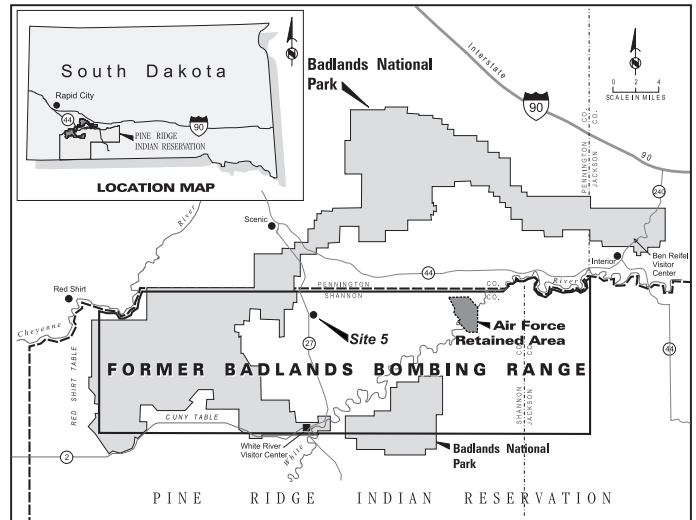 South Dakota
Rapid City
44
90
PINE RIDGE
INDIAN RESERVATION
LOCATION MAP
N
Badlands National
Park
Interstate
90
90
N
0 2 4
SCALE IN MILES
PENNINGTON CO.
JACKSON CO.
240
River
Scenic
Interior
Ben Reifel
Visitor
Center
44
Red Shirt
PENNINGTON CO.
SHANNON CO.
River
Cheyenne
Site 5
Air Force
Retained Area
27
44
RED SHIRT TABLE
FORMER BADLANDS BOMBING RANGE
SHANNON CO.
JACKSON CO.
CUNY TABLE
White River
Visitor Center
White
2
Badlands National
Park
PINE RIDGE INDIAN RESERVATION